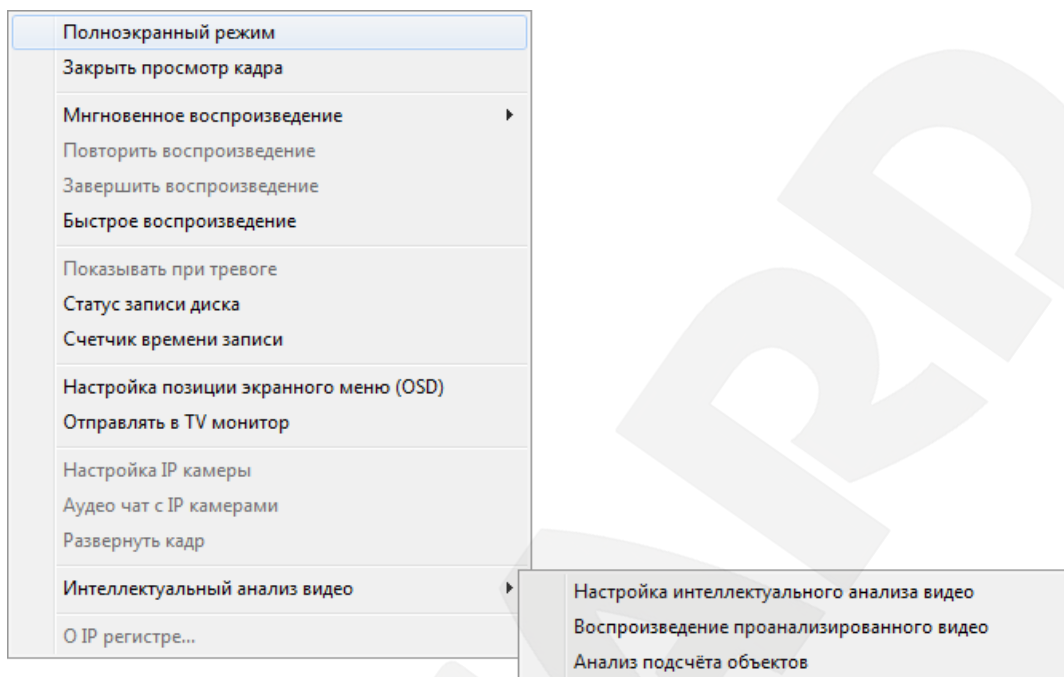 Полноэкранный режим
Закрыть просмотр кадра
Мнгновенное воспроизведение
Повторить воспроизведение
Завершить воспроизведение
Быстрое воспроизведение
Показывать при тревоге
Статус записи диска
Счетчик времени записи
Настройка позиции экранного меню (OSD)
Отправлять в TV монитор
Настройка IP камеры
Аудео чат с IP камерами
Развернуть кадр
Интеллектуальный анализ видео
О IP регистре...
Настройка интеллектуального анализа видео
Воспроизведение проанализированного видео
Анализ подсчёта объектов